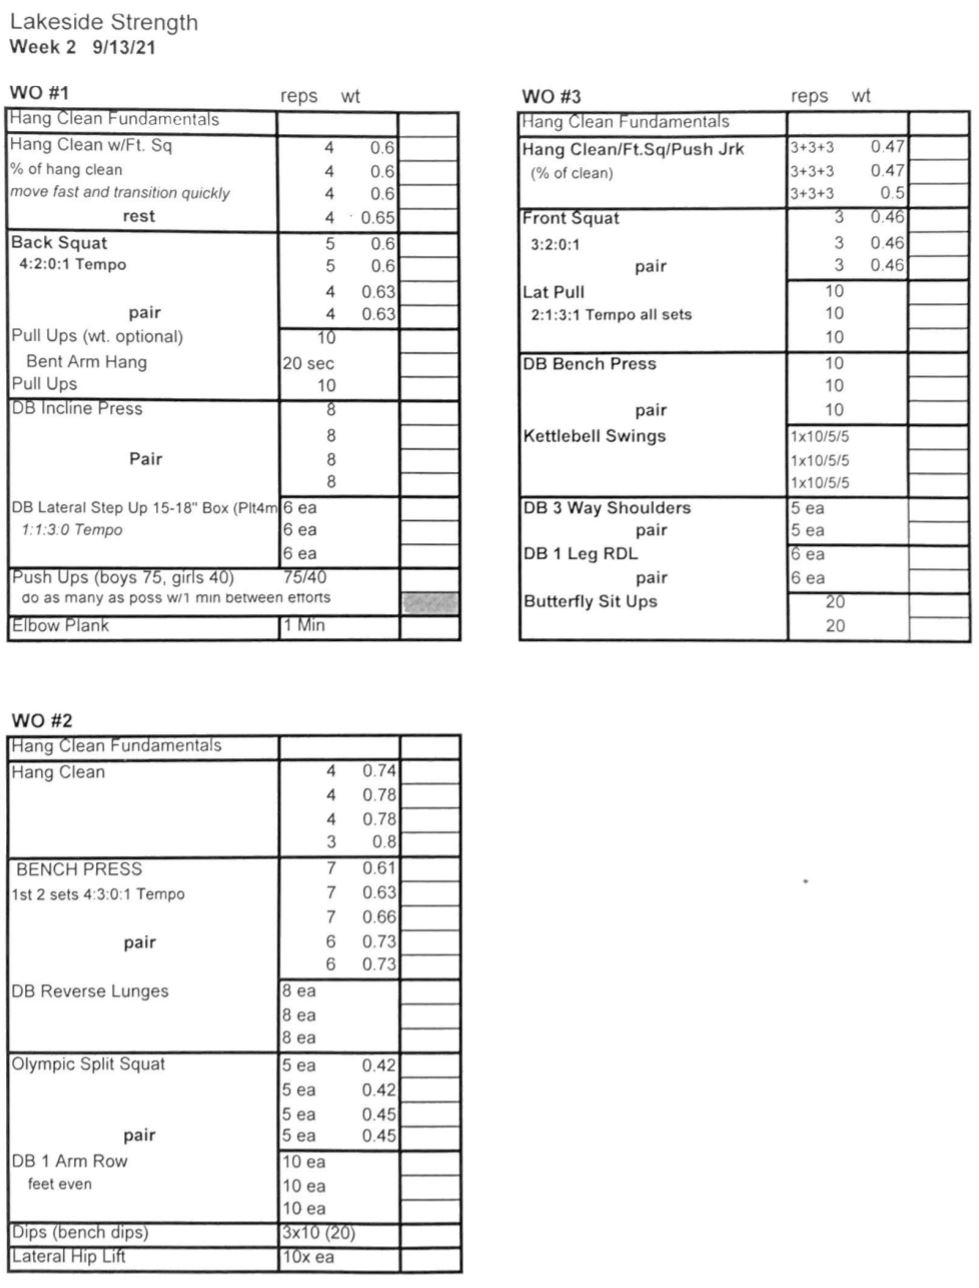 Lakeside Strength
Week 2 9/13/21
WO #1 reps wt
Hang Clean Fundamentals
Hang Clean w/Ft. Sq 4 0.6
% of hang clean 4 0.6
move fast and transition quickly 4 0.6
rest 4 0.65
Back Squat 5 0.6
4:2:0:1 Tempo 5 0.6
4 0.63
pair 4 0.63
Pull Ups (wt. optional) 10
Bent Arm Hang 20 sec
Pull Ups 10
DB Incline Press 8
8
Pair 8
8
DB Lateral Step Up 15-18" Box (Plt4m 6 ea
1:1:3:0 Tempo 6 ea
6 ea
Push Ups (boys 75, girls 40) 75/40
do as many as poss w/1 min between efforts
Elbow Plank 1 Min
WO #3 reps wt
Hang Clean Fundamentals
Hang Clean/Ft.Sq/Push Jrk 3+3+3 0.47
(% of clean) 3+3+3 0.47
3+3+3 0.5
Front Squat 3 0.46
3:2:0:1 3 0.46
pair 3 0.46
Lat Pull 10
2:1:3:1 Tempo all sets 10
10
DB Bench Press 10
10
pair 10
Kettlebell Swings 1x10/5/5
1x10/5/5
1x10/5/5
DB 3 Way Shoulders 5 ea
pair 5 ea
DB 1 Leg RDL 6 ea
pair 6 ea
Butterfly Sit Ups 20
20
WO #2
Hang Clean Fundamentals
Hang Clean 4 0.74
4 0.78
4 0.78
3 0.8
BENCH PRESS 7 0.61
1st 2 sets 4:3:0:1 Tempo 7 0.63
7 0.66
pair 6 0.73
6 0.73
DB Reverse Lunges 8 ea
8 ea
8 ea
Olympic Split Squat 5 ea 0.42
5 ea 0.42
5 ea 0.45
pair 5 ea 0.45
DB 1 Arm Row 10 ea
feet even 10 ea
10 ea
Dips (bench dips) 3x10 (20)
Lateral Hip Lift 10x ea